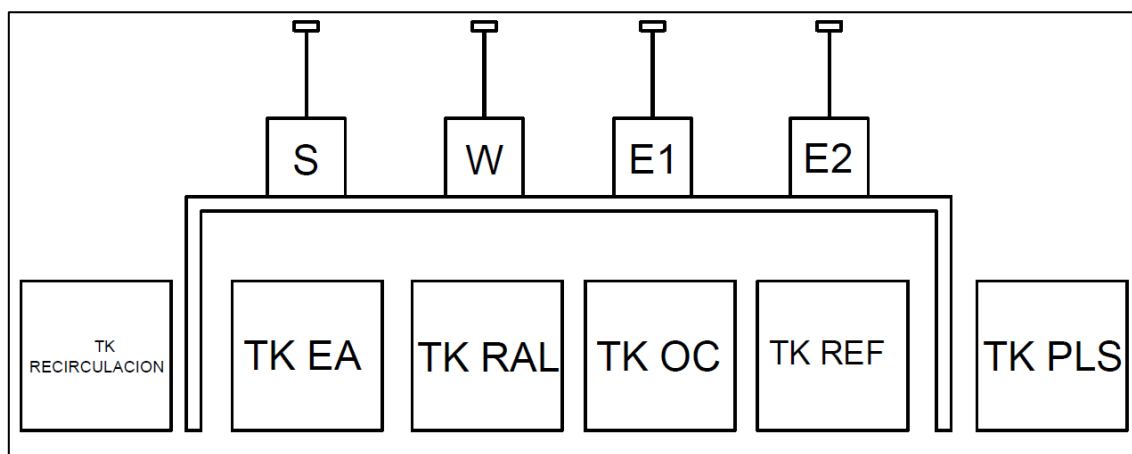 S
W
E1
E2
TK
RECIRCULACION
TK EA
TK RAL
TK OC
TK REF
TK PLS